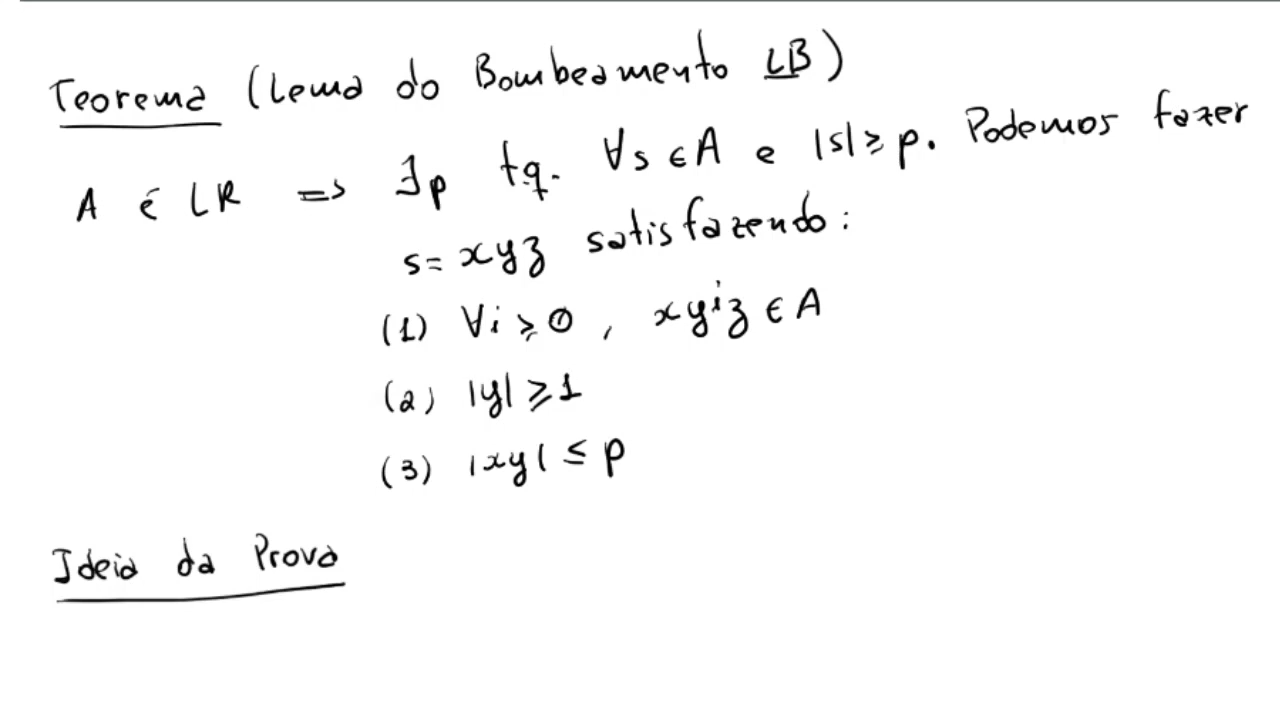 Teorema (Lema do Bombeamento LB)
A é LR => ∃p tq. ∀s ∈ A e |s| ≥ p. Podemos fazer
s = xyz satisfazendo:
(1) ∀i ≥ 0, xyⁱz ∈ A
(2) |y| ≥ 1
(3) |xy| ≤ p
Ideia da Prova